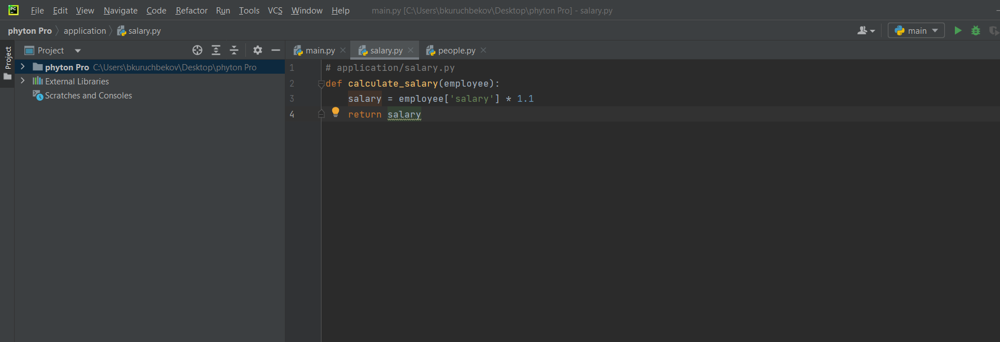 PC
File Edit View Navigate Code Refactor Run Tools VCS Window Help main.py [C:\Users\bkuruchbekov\Desktop\phyton Pro] - salary.py
phyton Pro application salary.py main
Project
Project
main.py salary.py people.py
phyton Pro C:\Users\bkuruchbekov\Desktop\phyton Pro
External Libraries
Scratches and Consoles
1 # application/salary.py
2 def calculate_salary(employee):
3 salary = employee['salary'] * 1.1
4 return salary